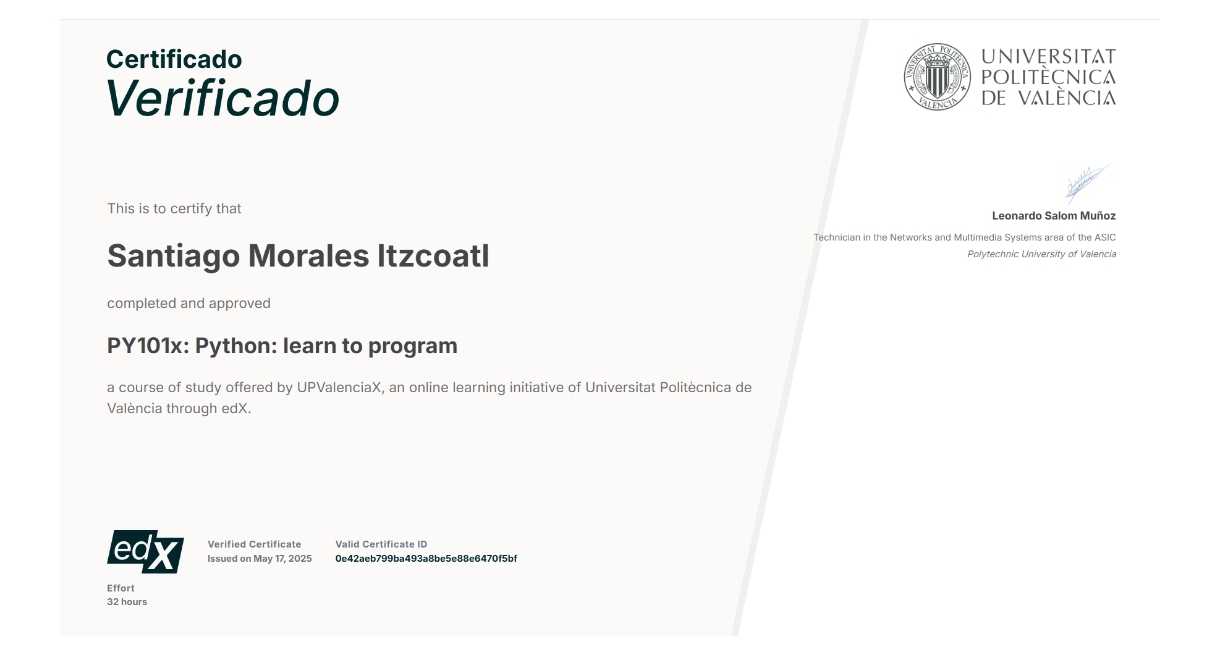 Certificado
Verificado
UNIVERSITAT
POLITÈCNICA
DE VALÈNCIA
UNIVERSITAT POLITÈCNICA
VALENCIA
Leonardo Salom Muñoz
Technician in the Networks and Multimedia Systems area of the ASIC
Polytechnic University of Valencia
This is to certify that
Santiago Morales Itzcoatl
completed and approved
PY101x: Python: learn to program
a course of study offered by UPValenciaX, an online learning initiative of Universitat Politècnica de
València through edX.
edX
Verified Certificate
Issued on May 17, 2025
Valid Certificate ID
0e42aeb799ba493a8be5e88e6470f5bf
Effort
32 hours